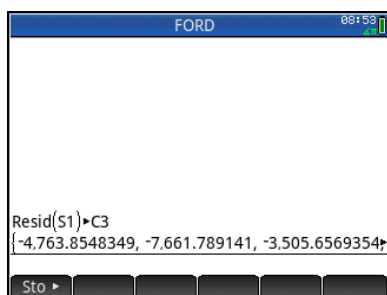 FORD
08:53
∠π
Resid(S1)►C3
{-4,763.8548349, -7,661.789141, -3,505.6569354,►
Sto ►